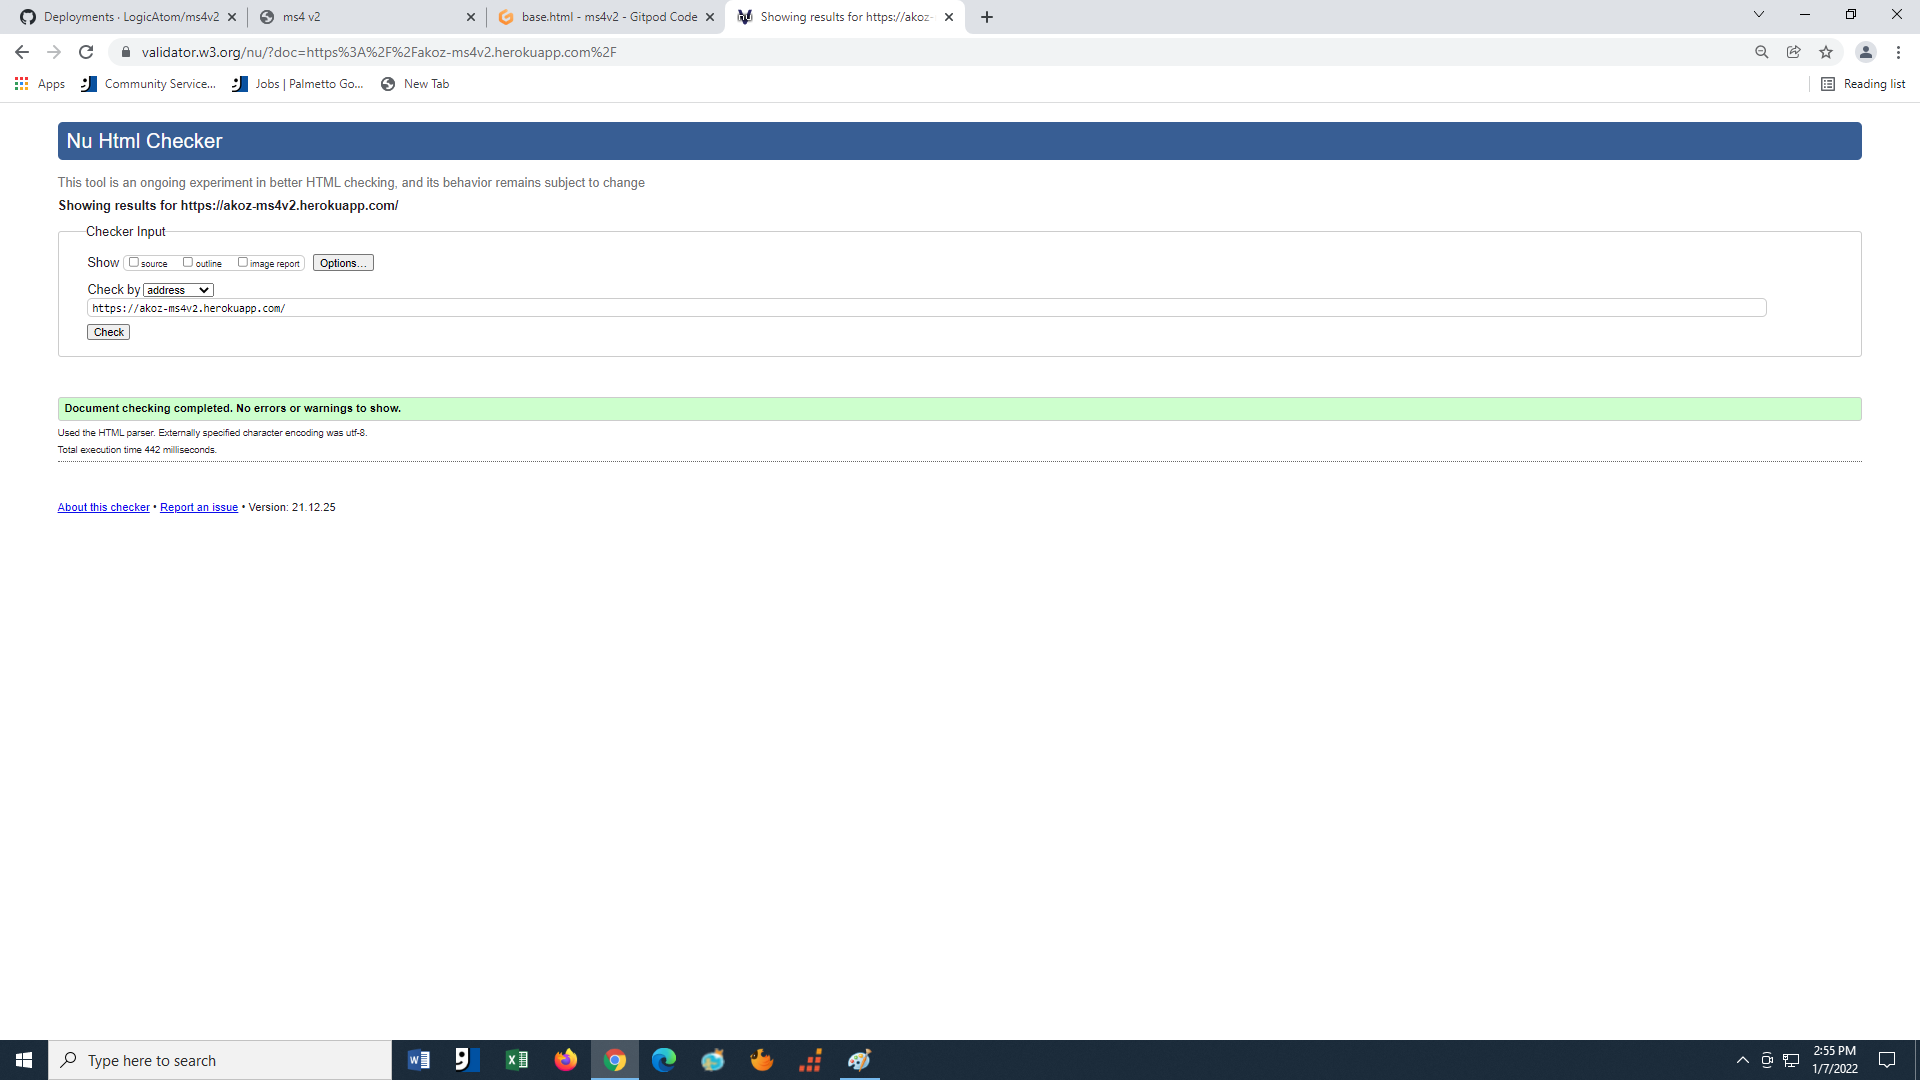 Deployments · LogicAtom/ms4v2
ms4 v2
base.html - ms4v2 - Gitpod Code
Showing results for https://akoz-
validator.w3.org/nu/?doc=https%3A%2F%2Fakoz-ms4v2.herokuapp.com%2F
Apps
Community Service...
Jobs | Palmetto Go...
New Tab
Reading list
Nu Html Checker
This tool is an ongoing experiment in better HTML checking, and its behavior remains subject to change
Showing results for https://akoz-ms4v2.herokuapp.com/
Checker Input
Show source outline image report Options...
Check by address
https://akoz-ms4v2.herokuapp.com/
Check
Document checking completed. No errors or warnings to show.
Used the HTML parser. Externally specified character encoding was utf-8.
Total execution time 442 milliseconds.
About this checker • Report an issue • Version: 21.12.25
Type here to search
2:55 PM
1/7/2022